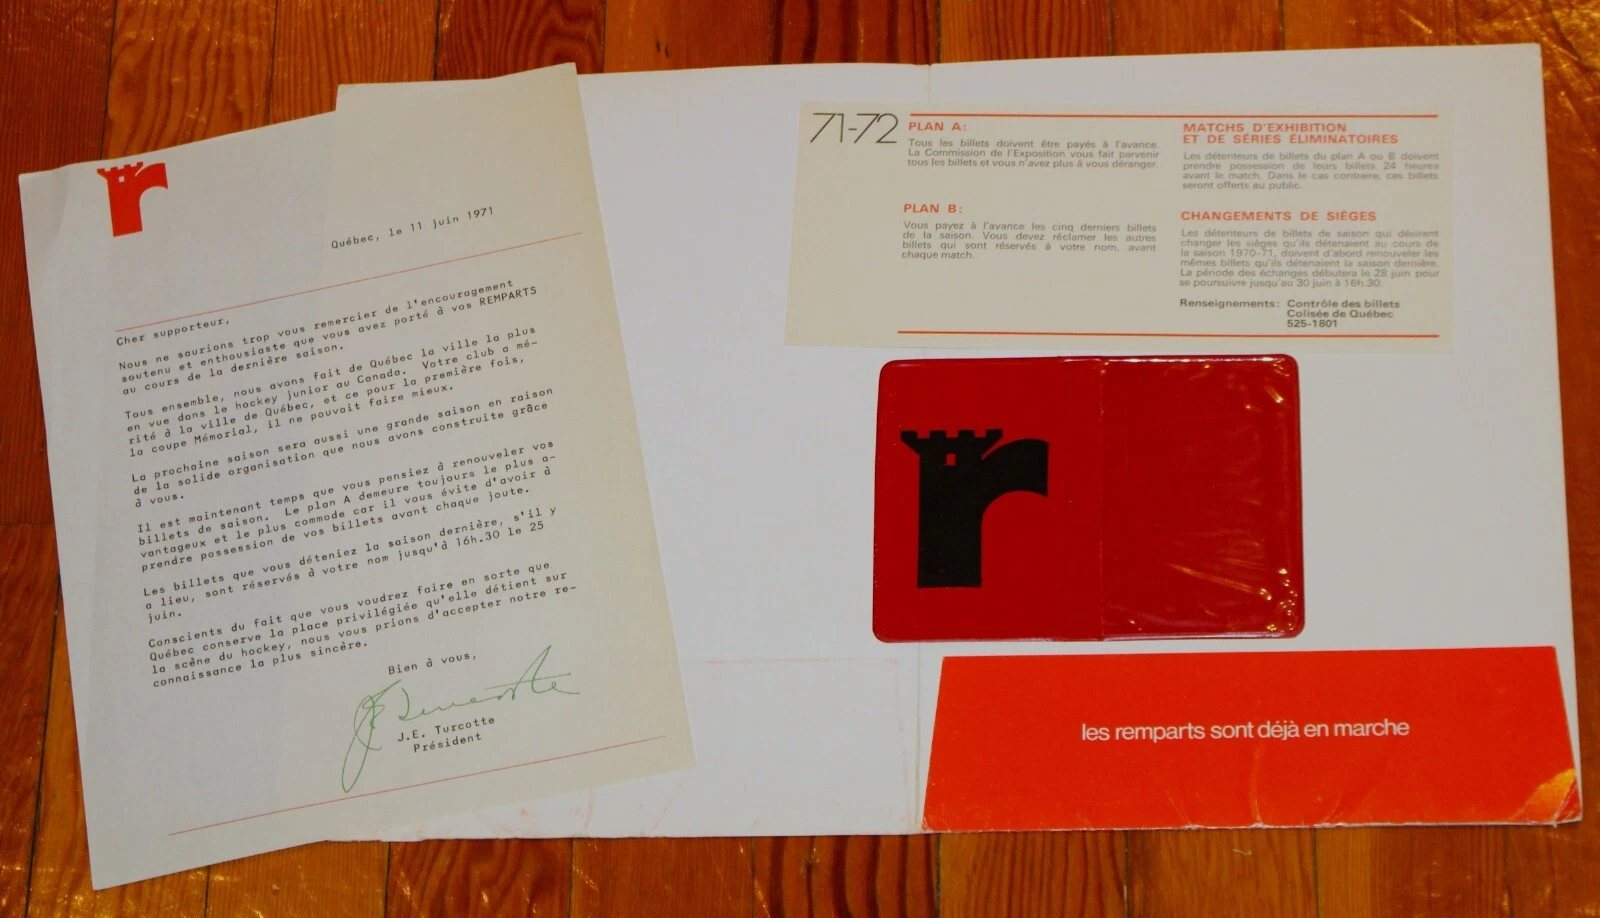 Québec, le 11 juin 1971
Cher supporteur,
Nous ne saurions trop vous remercier de l'encouragement
soutenu et enthousiaste que vous avez porté à vos REMPARTS
au cours de la dernière saison.
Tous ensemble, nous avons fait de Québec la ville la plus
en vue dans le hockey junior au Canada. Votre club a mé-
rité à la ville de Québec, et ce pour la première fois,
la coupe Mémorial, il ne pouvait faire mieux.
La prochaine saison sera aussi une grande saison en raison
de la solide organisation que nous avons construite grâce
à vous.
Il est maintenant temps que vous pensiez à renouveler vos
billets de saison. Le plan A demeure toujours le plus a-
vantageux et le plus commode car il vous évite d'avoir à
prendre possession de vos billets avant chaque joute.
Les billets que vous déteniez la saison dernière, s'il y
a lieu, sont réservés à votre nom jusqu'à 16h.30 le 25
juin.
Conscients du fait que vous voudrez faire en sorte que
Québec conserve la place privilégiée qu'elle détient sur
la scène du hockey, nous vous prions d'accepter notre re-
connaissance la plus sincère.
Bien à vous,
J.E. Turcotte
J.E. Turcotte
Président
71-72
PLAN A:
Tous les billets doivent être payés à l'avance.
La Commission de l'Exposition vous fait parvenir
tous les billets et vous n'avez plus à vous déranger.
PLAN B:
Vous payez à l'avance les cinq derniers billets
de la saison. Vous devez réclamer les autres
billets qui sont réservés à votre nom, avant
chaque match.
MATCHS D'EXHIBITION
ET DE SÉRIES ÉLIMINATOIRES
Les détenteurs de billets du plan A ou B doivent
prendre possession de leurs billets 24 heures
avant le match. Dans le cas contraire, ces billets
seront offerts au public.
CHANGEMENTS DE SIÈGES
Les détenteurs de billets de saison qui désirent
changer les sièges qu'ils détenaient au cours de
la saison 1970-71, doivent d'abord renouveler les
mêmes billets qu'ils détenaient la saison dernière.
La période des échanges débutera le 28 juin pour
se poursuivre jusqu'au 30 juin à 16h.30.
Renseignements: Contrôle des billets
Colisée de Québec
525-1801
les remparts sont déjà en marche